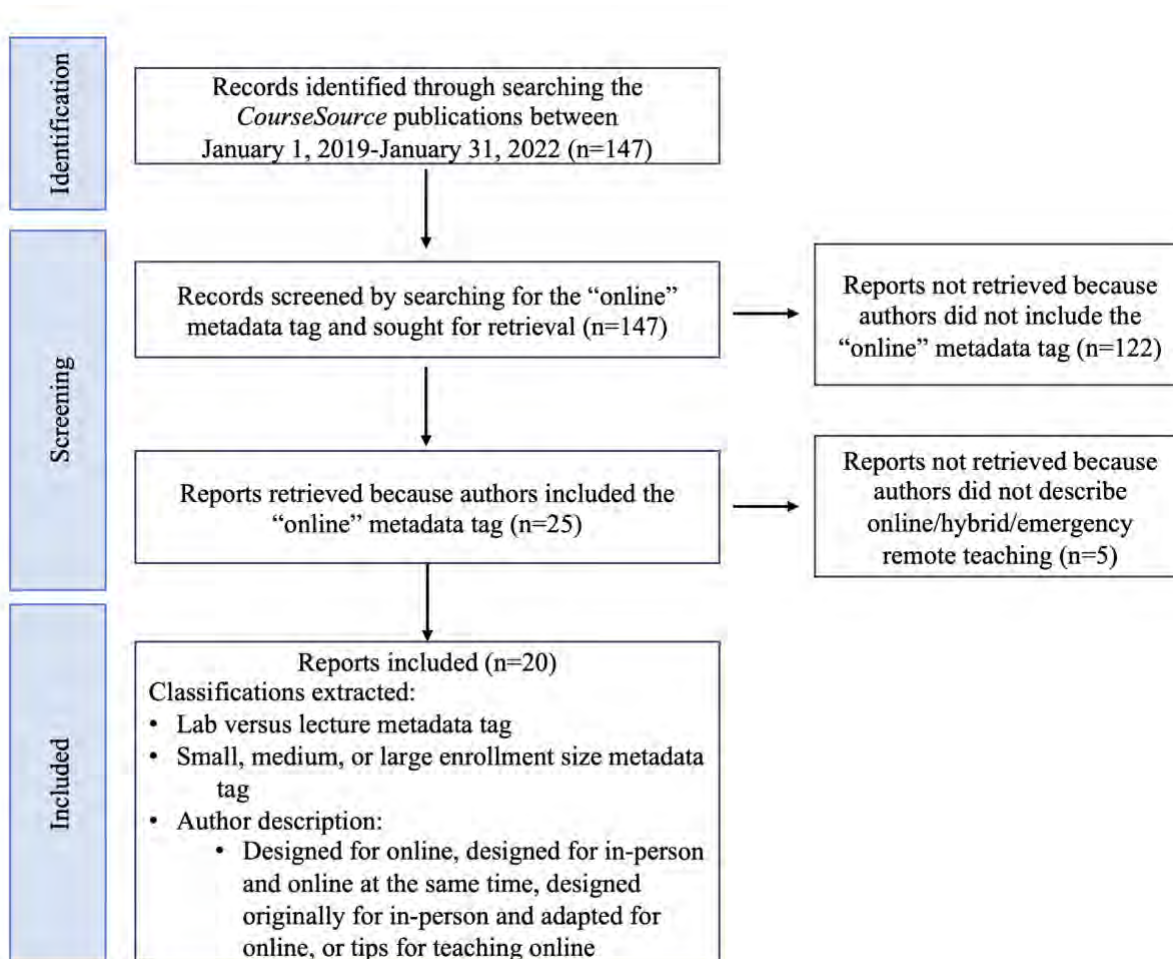 Identification
Records identified through searching the
CourseSource publications between
January 1, 2019-January 31, 2022 (n=147)
Screening
Records screened by searching for the “online”
metadata tag and sought for retrieval (n=147)
Reports not retrieved because
authors did not include the
“online” metadata tag (n=122)
Reports retrieved because authors included the
“online” metadata tag (n=25)
Reports not retrieved because
authors did not describe
online/hybrid/emergency
remote teaching (n=5)
Included
Reports included (n=20)
Classifications extracted:
• Lab versus lecture metadata tag
• Small, medium, or large enrollment size metadata
tag
• Author description:
• Designed for online, designed for in-person
and online at the same time, designed
originally for in-person and adapted for
online, or tips for teaching online